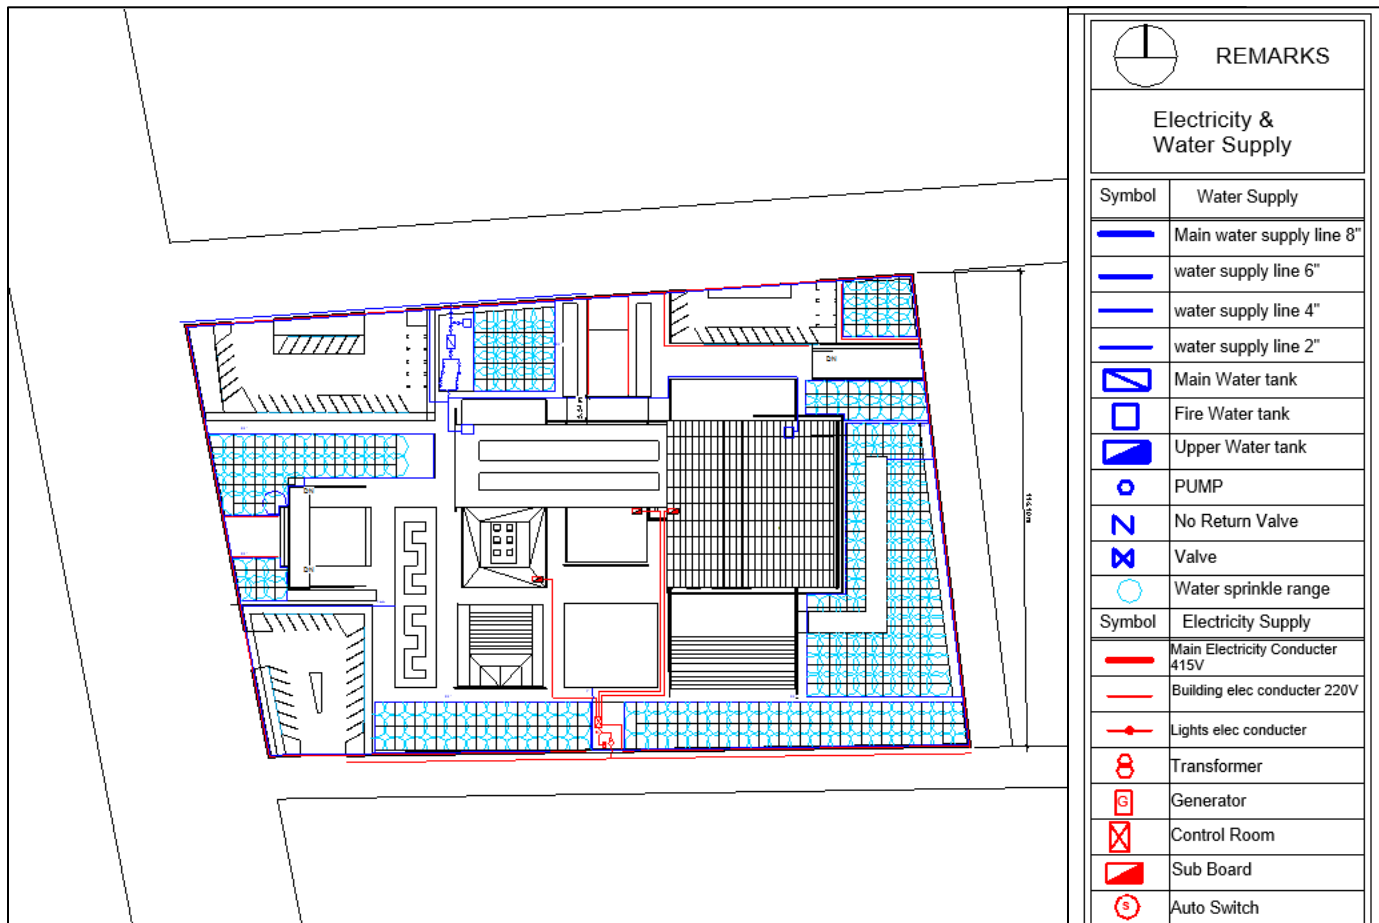 REMARKS
Electricity &
Water Supply
Symbol Water Supply
Main water supply line 8"
water supply line 6"
water supply line 4"
water supply line 2"
Main Water tank
Fire Water tank
Upper Water tank
PUMP
No Return Valve
Valve
Water sprinkle range
Symbol Electricity Supply
Main Electricity Conducter
415V
Building elec conducter 220V
Lights elec conducter
Transformer
G Generator
Control Room
Sub Board
S Auto Switch
DN
DN
DN